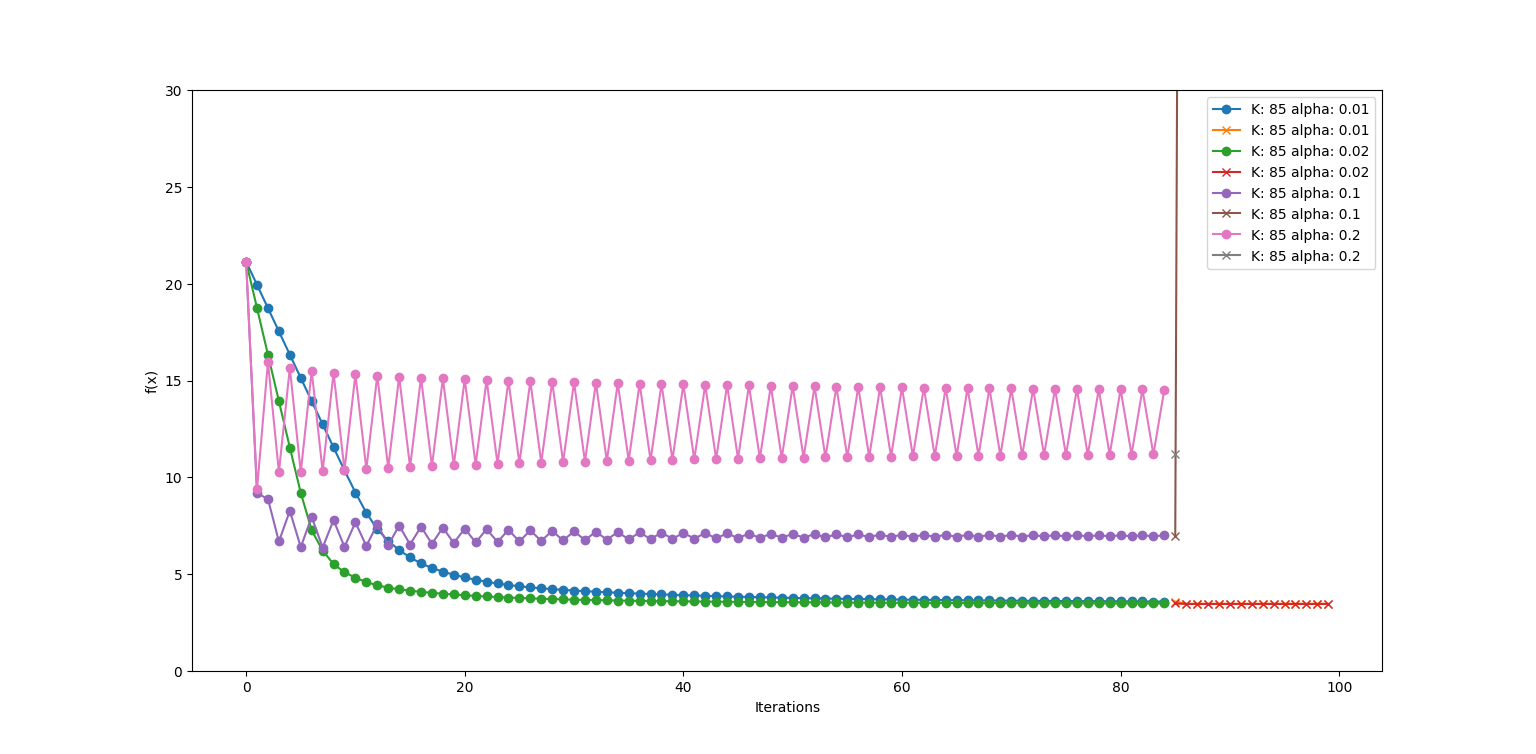 30
25
20
15
10
5
0
f(x)
K: 85 alpha: 0.01
K: 85 alpha: 0.01
K: 85 alpha: 0.02
K: 85 alpha: 0.02
K: 85 alpha: 0.1
K: 85 alpha: 0.1
K: 85 alpha: 0.2
K: 85 alpha: 0.2
0 20 40 60 80 100
Iterations